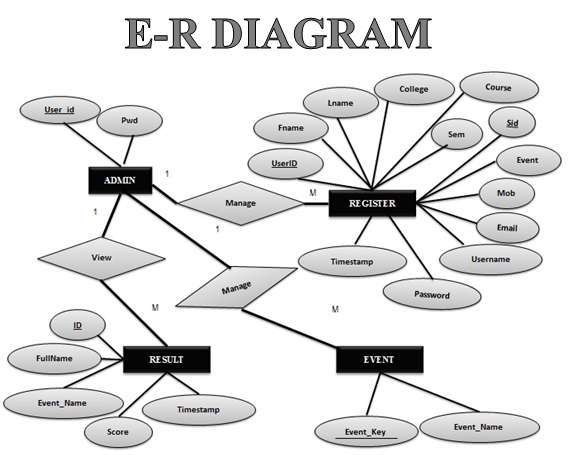 E-R DIAGRAM
College
Course
Lname
User_id
Pwd
Fname
Sem
Sid
UserID
Event
ADMIN
1
M
Mob
Manage
REGISTER
1
1
Email
View
Timestamp
Username
Manage
Password
M
M
ID
FullName
RESULT
EVENT
Event_Name
Timestamp
Score
Event_Key
Event_Name